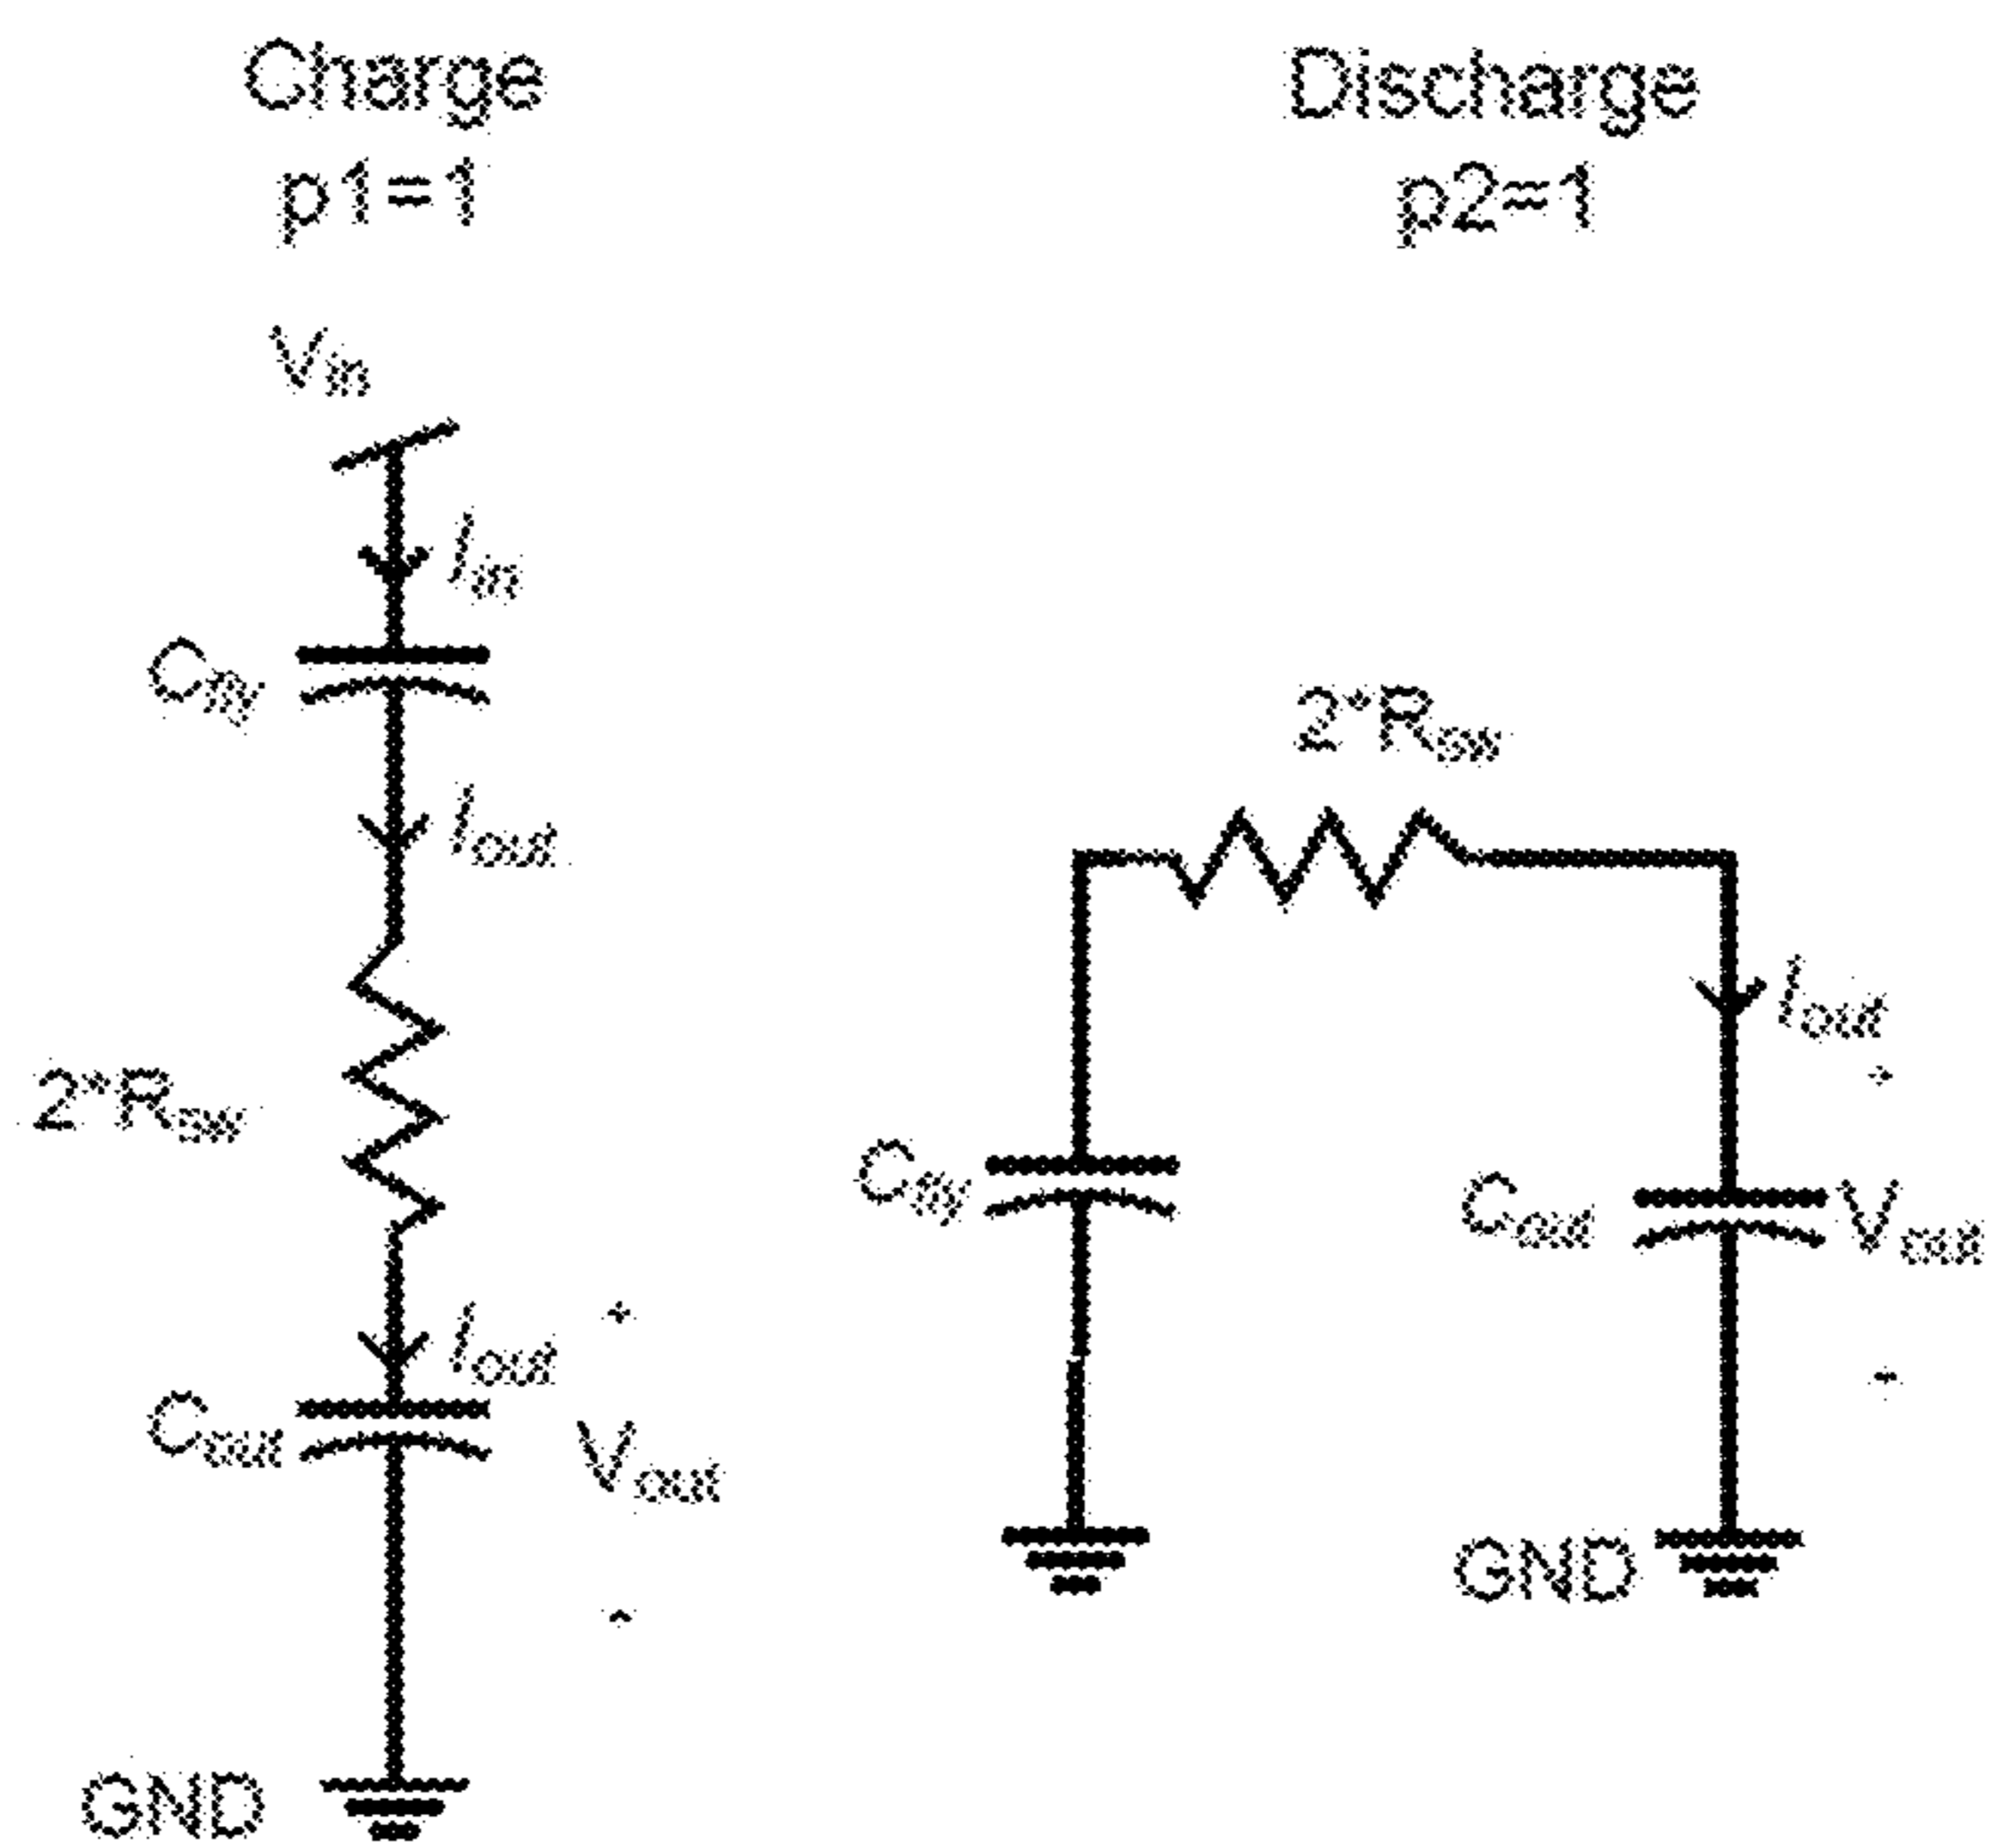 Charge
p1=1
Vin
Iin
Cfly
Iout
2*Rsw
Iout
Cout
Vout
GND
Discharge
p2=1
2*Rsw
Iout
Cfly
Cout
Vout
GND
+
-
+
-